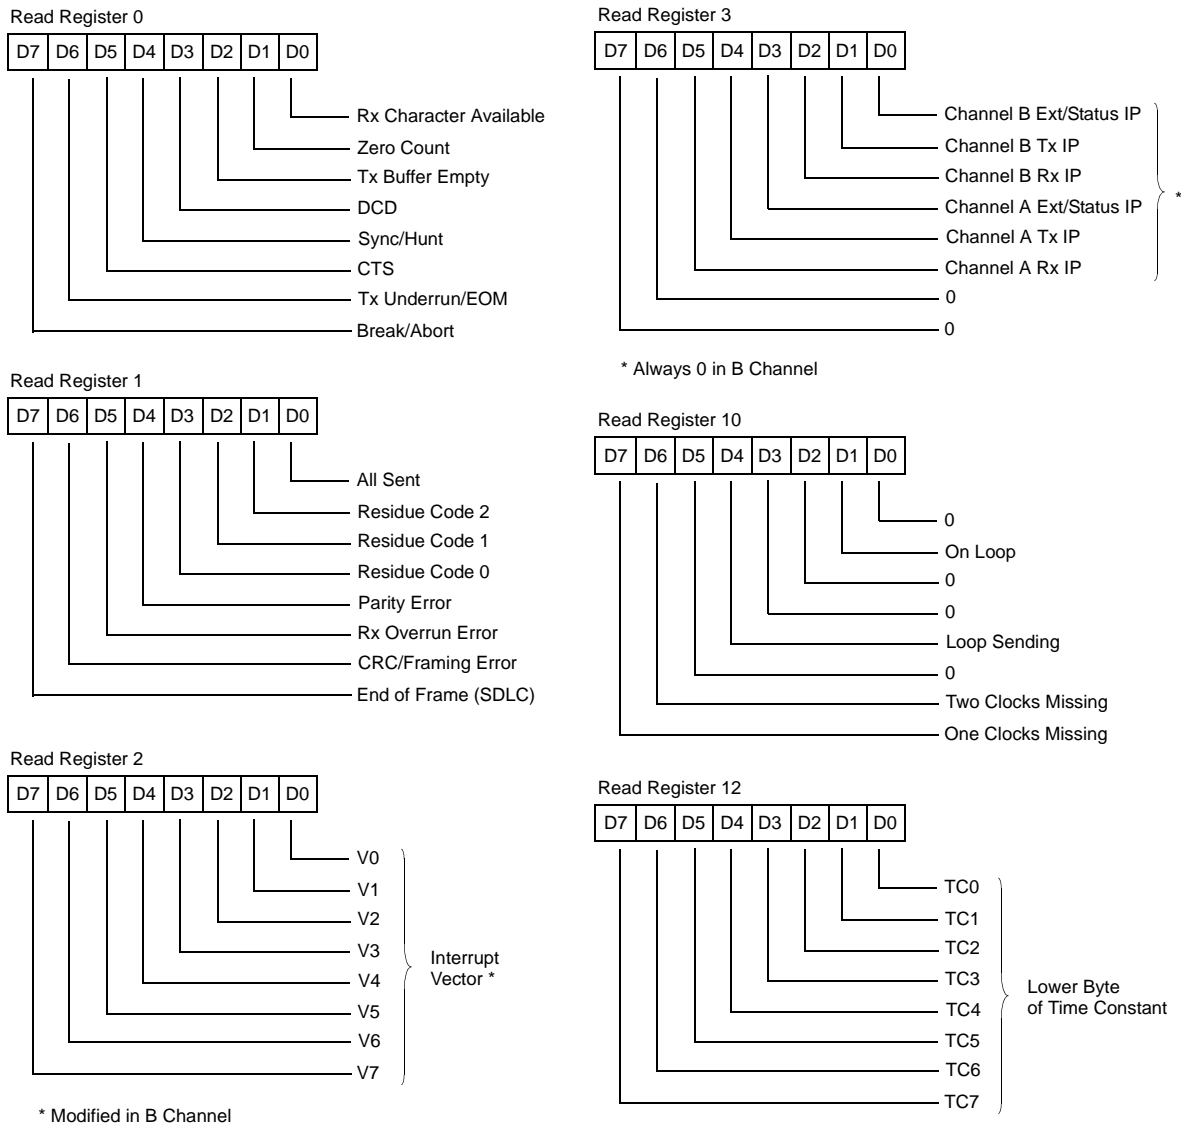 Read Register 0
D7 D6 D5 D4 D3 D2 D1 D0
Rx Character Available
Zero Count
Tx Buffer Empty
DCD
Sync/Hunt
CTS
Tx Underrun/EOM
Break/Abort
Read Register 1
D7 D6 D5 D4 D3 D2 D1 D0
All Sent
Residue Code 2
Residue Code 1
Residue Code 0
Parity Error
Rx Overrun Error
CRC/Framing Error
End of Frame (SDLC)
Read Register 2
D7 D6 D5 D4 D3 D2 D1 D0
V0
V1
V2
V3
V4
V5
V6
V7
Interrupt
Vector *
* Modified in B Channel
Read Register 3
D7 D6 D5 D4 D3 D2 D1 D0
Channel B Ext/Status IP
Channel B Tx IP
Channel B Rx IP
Channel A Ext/Status IP
Channel A Tx IP
Channel A Rx IP
0
0
*
* Always 0 in B Channel
Read Register 10
D7 D6 D5 D4 D3 D2 D1 D0
0
On Loop
0
0
Loop Sending
0
Two Clocks Missing
One Clocks Missing
Read Register 12
D7 D6 D5 D4 D3 D2 D1 D0
TC0
TC1
TC2
TC3
TC4
TC5
TC6
TC7
Lower Byte
of Time Constant